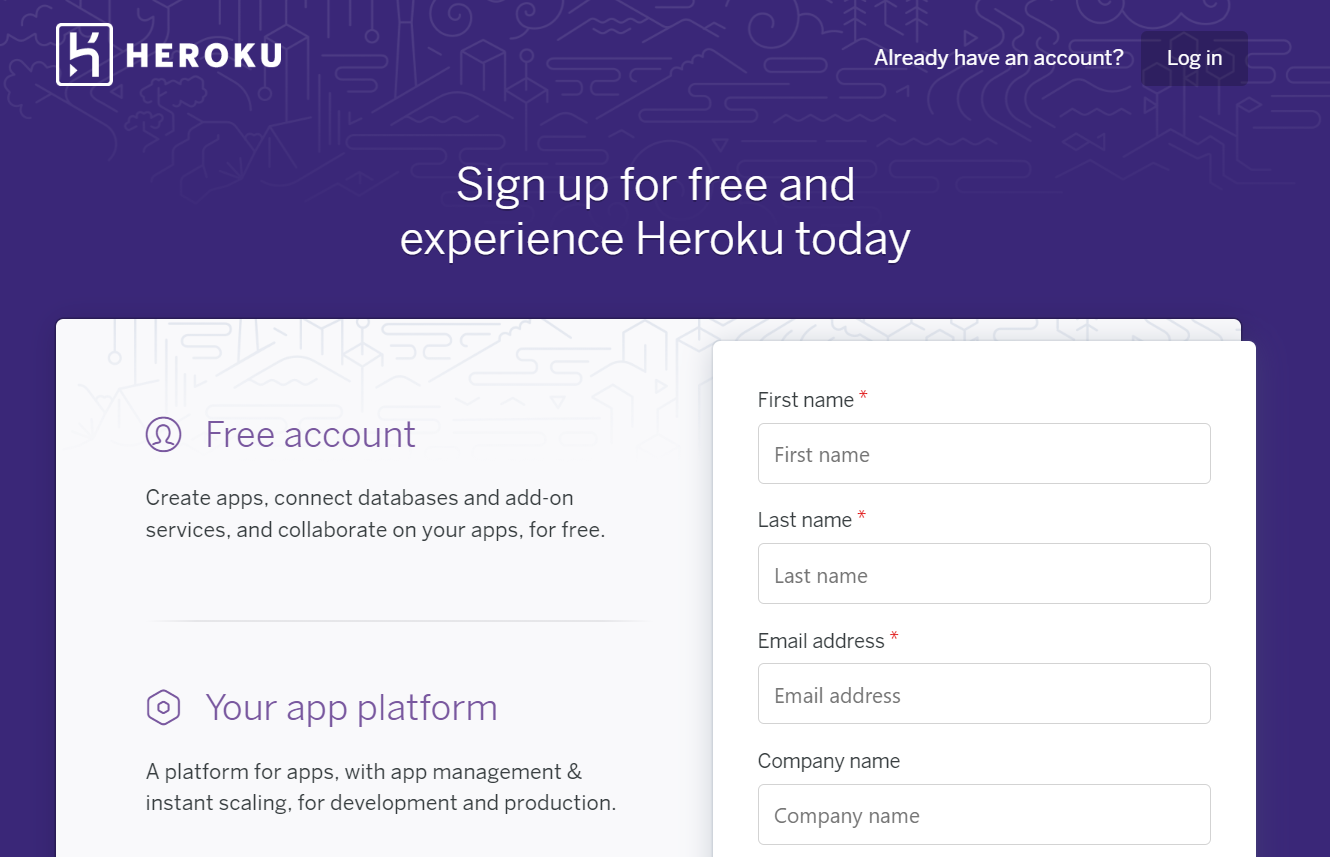 HEROKU
Already have an account?
Log in
Sign up for free and
experience Heroku today
Free account
Create apps, connect databases and add-on
services, and collaborate on your apps, for free.
Your app platform
A platform for apps, with app management &
instant scaling, for development and production.
First name *
First name
Last name *
Last name
Email address *
Email address
Company name
Company name